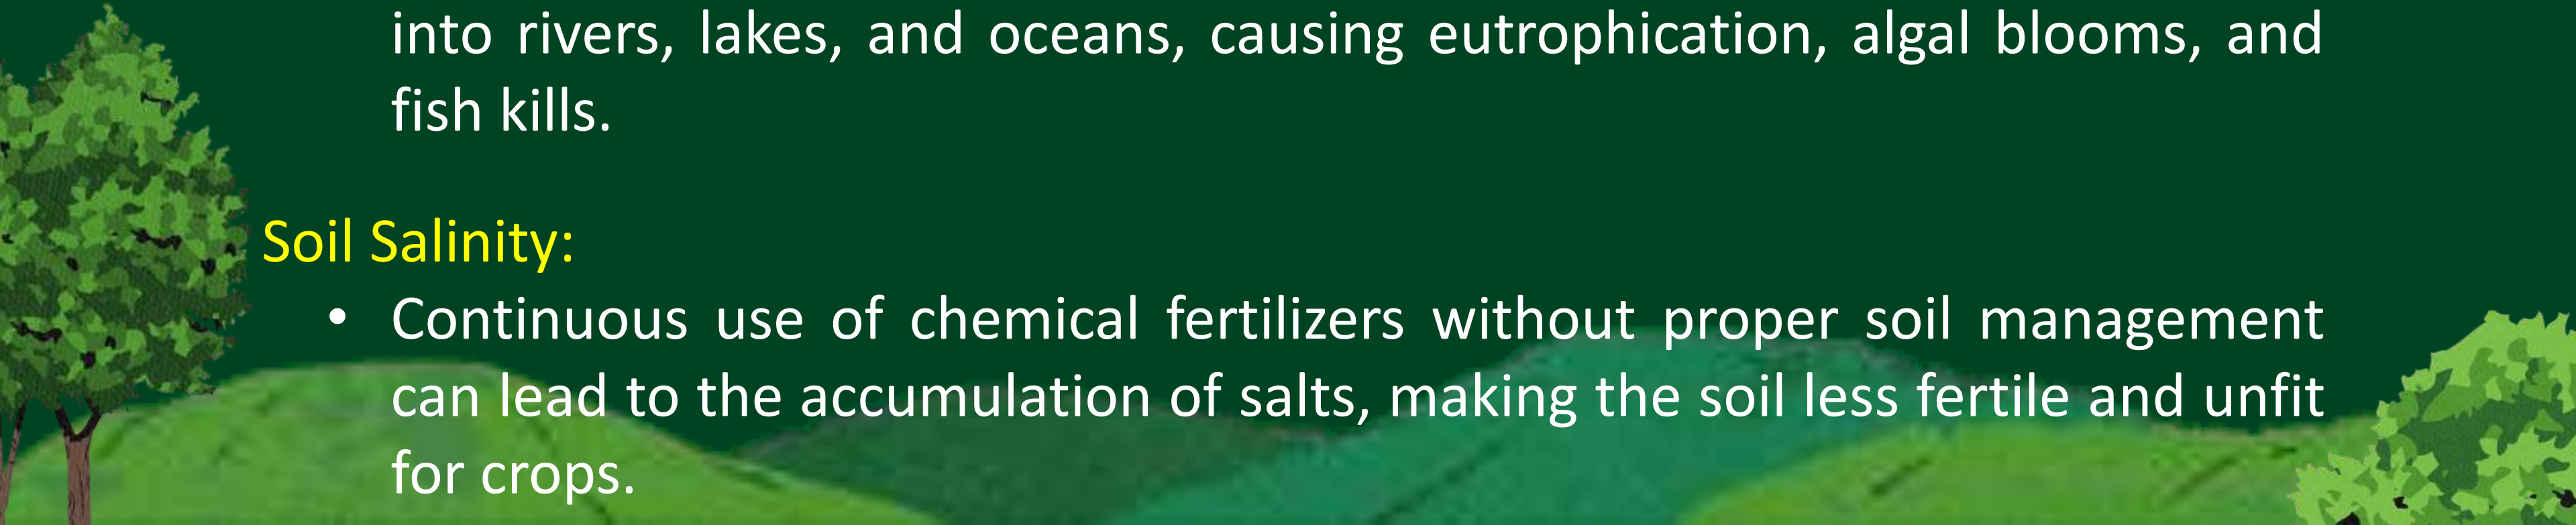 into rivers, lakes, and oceans, causing eutrophication, algal blooms, and
fish kills.
Soil Salinity:
• Continuous use of chemical fertilizers without proper soil management
can lead to the accumulation of salts, making the soil less fertile and unfit
for crops.